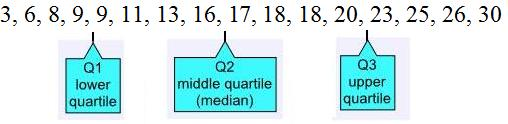 3, 6, 8, 9, 9, 11, 13, 16, 17, 18, 18, 20, 23, 25, 26, 30
Q1
lower
quartile
Q2
middle quartile
(median)
Q3
upper
quartile